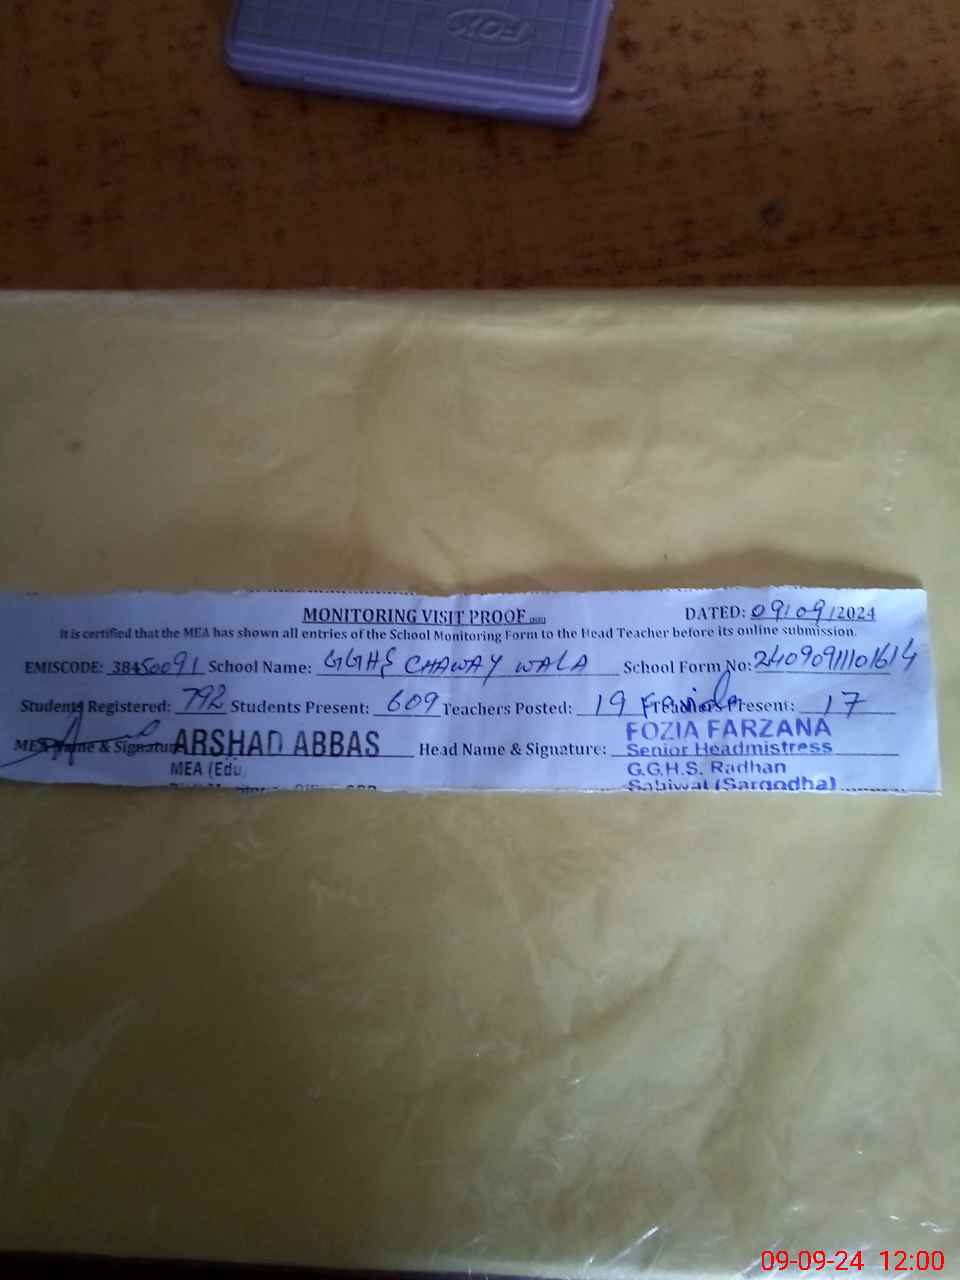 FOX
MONITORING VISIT PROOF DATED: 09/09/2024
It is certified that the MEA has shown all entries of the School Monitoring Form to the Head Teacher before its online submission.
EMISCODE: 38450091 School Name: GGHS CHAWAY WALA School Form No: 24090911101614
Students Registered: 792 Students Present: 609 Teachers Posted: 19 Teachers Present: 17
MEA Name & Signature ARSHAD ABBAS Head Name & Signature: FOZIA FARZANA
Senior Headmistress
MEA (Edu G.G.H.S. Radhan
Sahiwal (Sargodha)
09-09-24 12:00